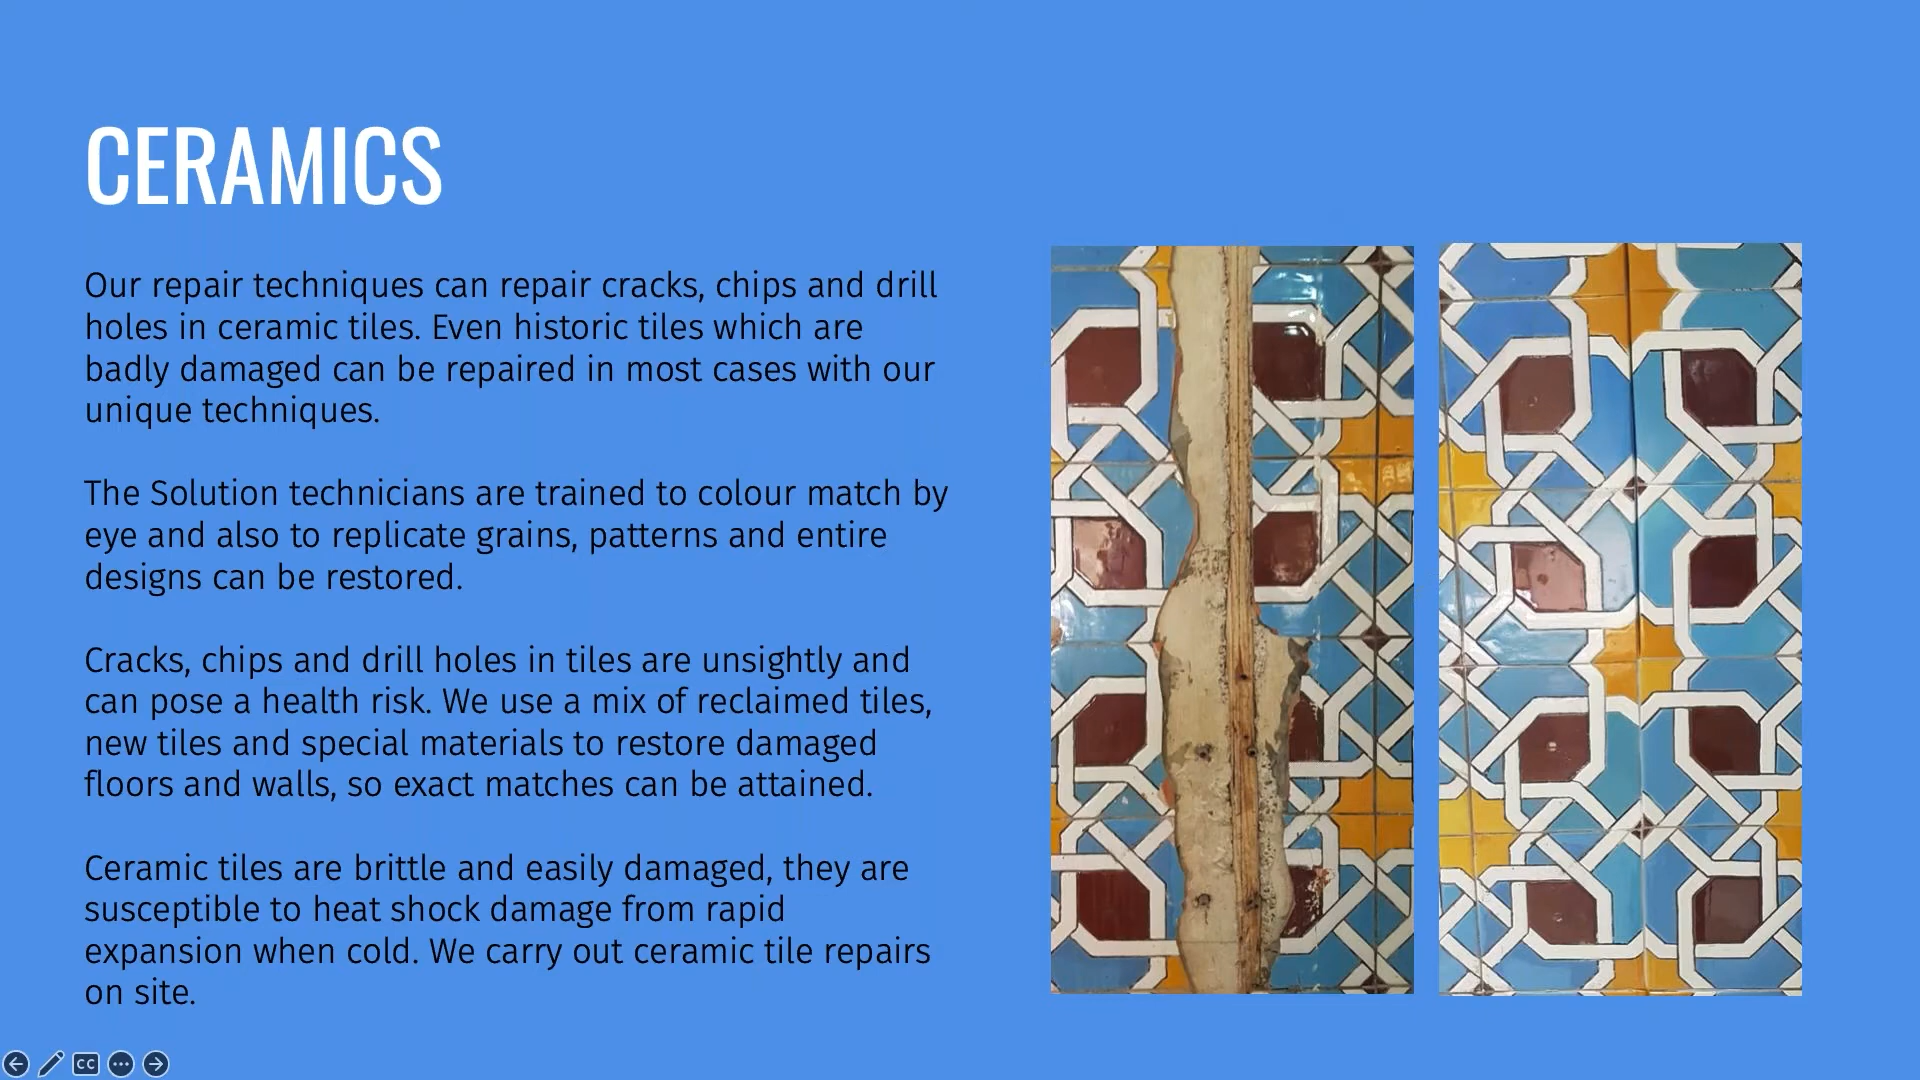 CERAMICS
Our repair techniques can repair cracks, chips and drill
holes in ceramic tiles. Even historic tiles which are
badly damaged can be repaired in most cases with our
unique techniques.
The Solution technicians are trained to colour match by
eye and also to replicate grains, patterns and entire
designs can be restored.
Cracks, chips and drill holes in tiles are unsightly and
can pose a health risk. We use a mix of reclaimed tiles,
new tiles and special materials to restore damaged
floors and walls, so exact matches can be attained.
Ceramic tiles are brittle and easily damaged, they are
susceptible to heat shock damage from rapid
expansion when cold. We carry out ceramic tile repairs
on site.
CC